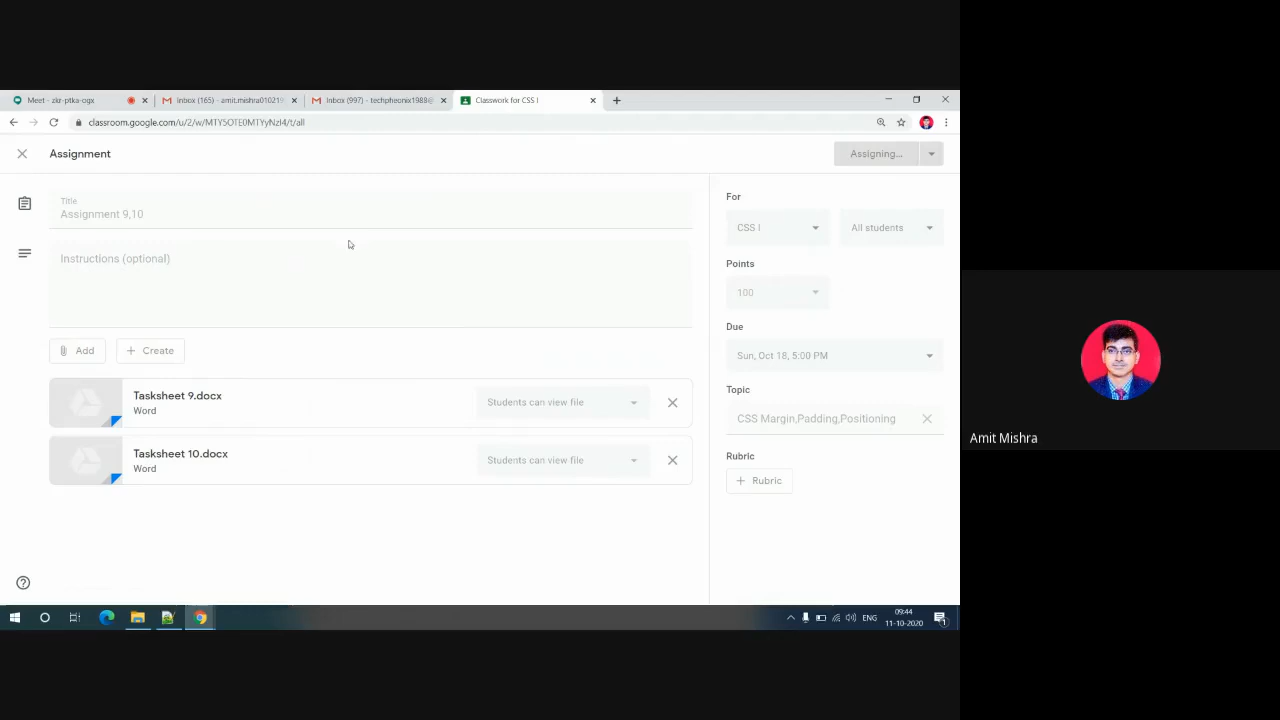 Meet - zkr-ptka-ogx
Inbox (165) - amit.mishra01021
Inbox (997) - techpheonix1988@
Classwork for CSS I
classroom.google.com/u/2/w/MTY5OTE0MTYyNzI4/t/all
Assignment
Assigning...
Title
Assignment 9,10
Instructions (optional)
Add
Create
Tasksheet 9.docx
Word
Students can view file
Tasksheet 10.docx
Word
Students can view file
For
CSS I
All students
Points
100
Due
Sun, Oct 18, 5:00 PM
Topic
CSS Margin,Padding,Positioning
Rubric
Rubric
Amit Mishra
ENG
09:44
11-10-2020